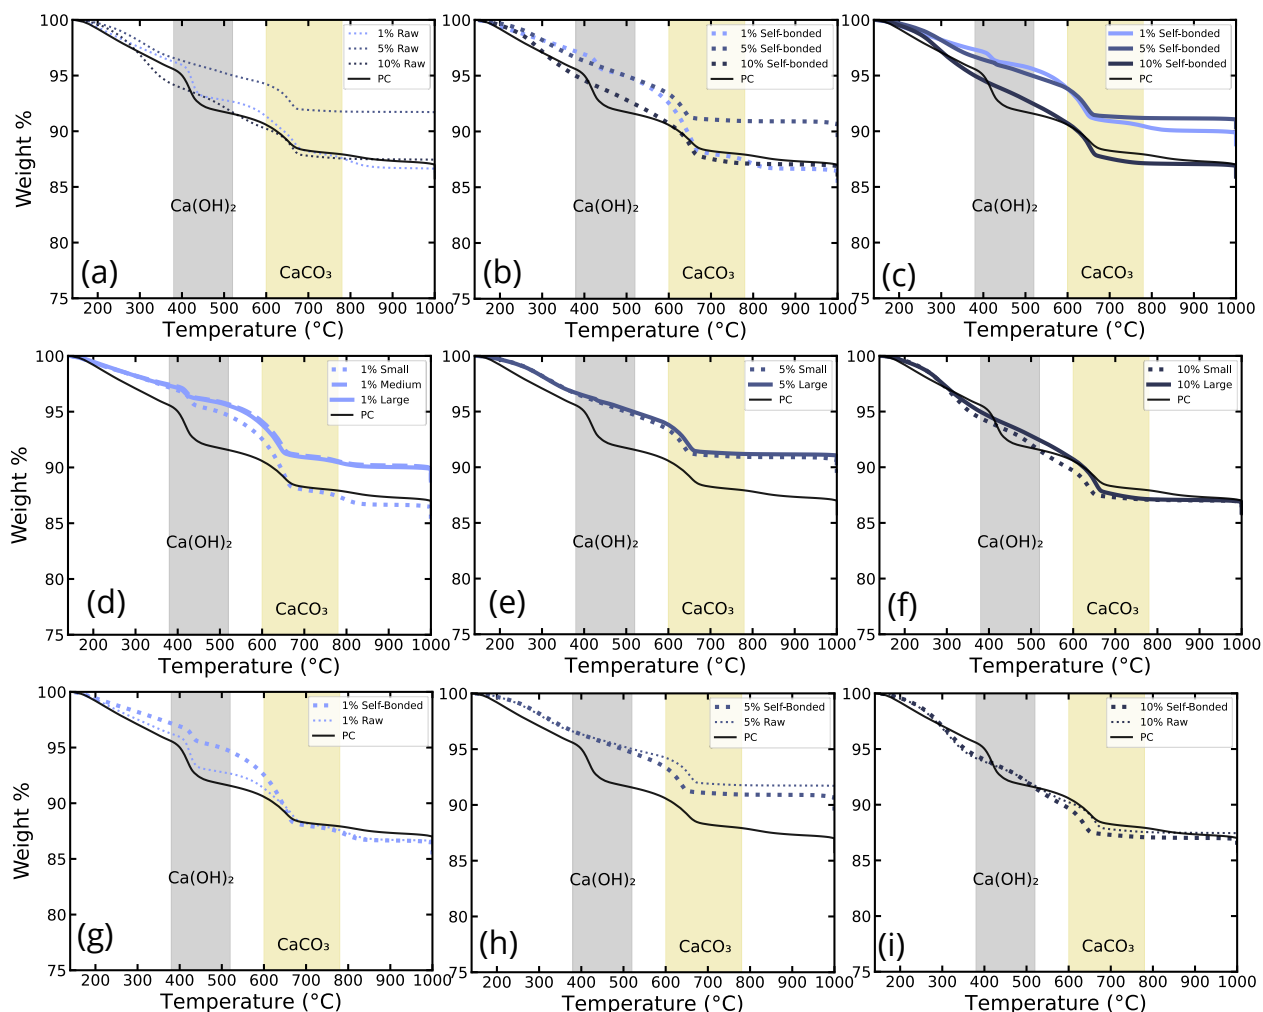 100
95
90
85
80
75
Weight %
1% Raw
5% Raw
10% Raw
PC
Ca(OH)₂
CaCO₃
(a)
200 300 400 500 600 700 800 900 1000
Temperature (°C)
100
95
90
85
80
75
1% Self-bonded
5% Self-bonded
10% Self-bonded
PC
Ca(OH)₂
CaCO₃
(b)
200 300 400 500 600 700 800 900 1000
Temperature (°C)
100
95
90
85
80
75
1% Self-bonded
5% Self-bonded
10% Self-bonded
PC
Ca(OH)₂
CaCO₃
(c)
200 300 400 500 600 700 800 900 1000
Temperature (°C)
100
95
90
85
80
75
Weight %
1% Small
1% Medium
1% Large
PC
Ca(OH)₂
CaCO₃
(d)
200 300 400 500 600 700 800 900 1000
Temperature (°C)
100
95
90
85
80
75
5% Small
5% Large
PC
Ca(OH)₂
CaCO₃
(e)
200 300 400 500 600 700 800 900 1000
Temperature (°C)
100
95
90
85
80
75
10% Small
10% Large
PC
Ca(OH)₂
CaCO₃
(f)
200 300 400 500 600 700 800 900 1000
Temperature (°C)
100
95
90
85
80
75
Weight %
1% Self-Bonded
1% Raw
PC
Ca(OH)₂
CaCO₃
(g)
200 300 400 500 600 700 800 900 1000
Temperature (°C)
100
95
90
85
80
75
5% Self-Bonded
5% Raw
PC
Ca(OH)₂
CaCO₃
(h)
200 300 400 500 600 700 800 900 1000
Temperature (°C)
100
95
90
85
80
75
10% Self-Bonded
10% Raw
PC
Ca(OH)₂
CaCO₃
(i)
200 300 400 500 600 700 800 900 1000
Temperature (°C)